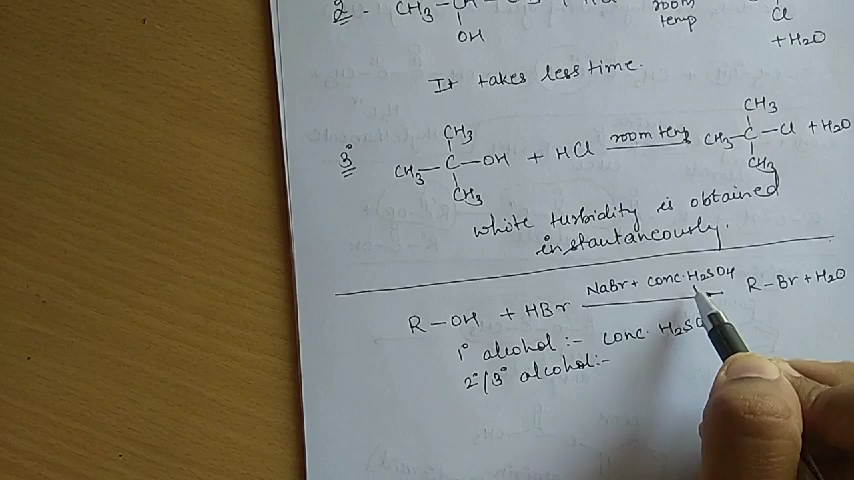 2° - CH3-CH-
OH
room temp
Cl
+ H2O
It takes less time.
3° CH3-C-OH + HCl room temp CH3-C-Cl + H2O
CH3 CH3
CH3 CH3
white turbidity is obtained
instantaneously.
R-OH + HBr NaBr + conc. H2SO4 R-Br + H2O
1° alcohol :- conc. H2SO
2°/3° alcohol :-